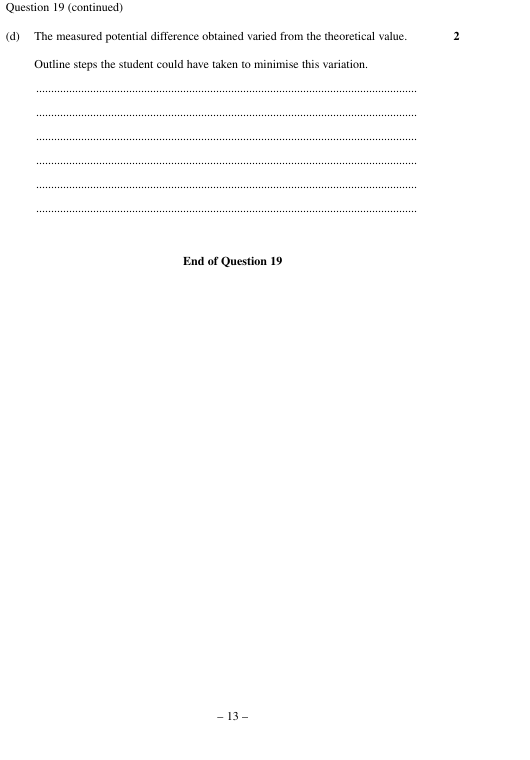 Question 19 (continued)
(d) The measured potential difference obtained varied from the theoretical value. 2
Outline steps the student could have taken to minimise this variation.
End of Question 19
– 13 –